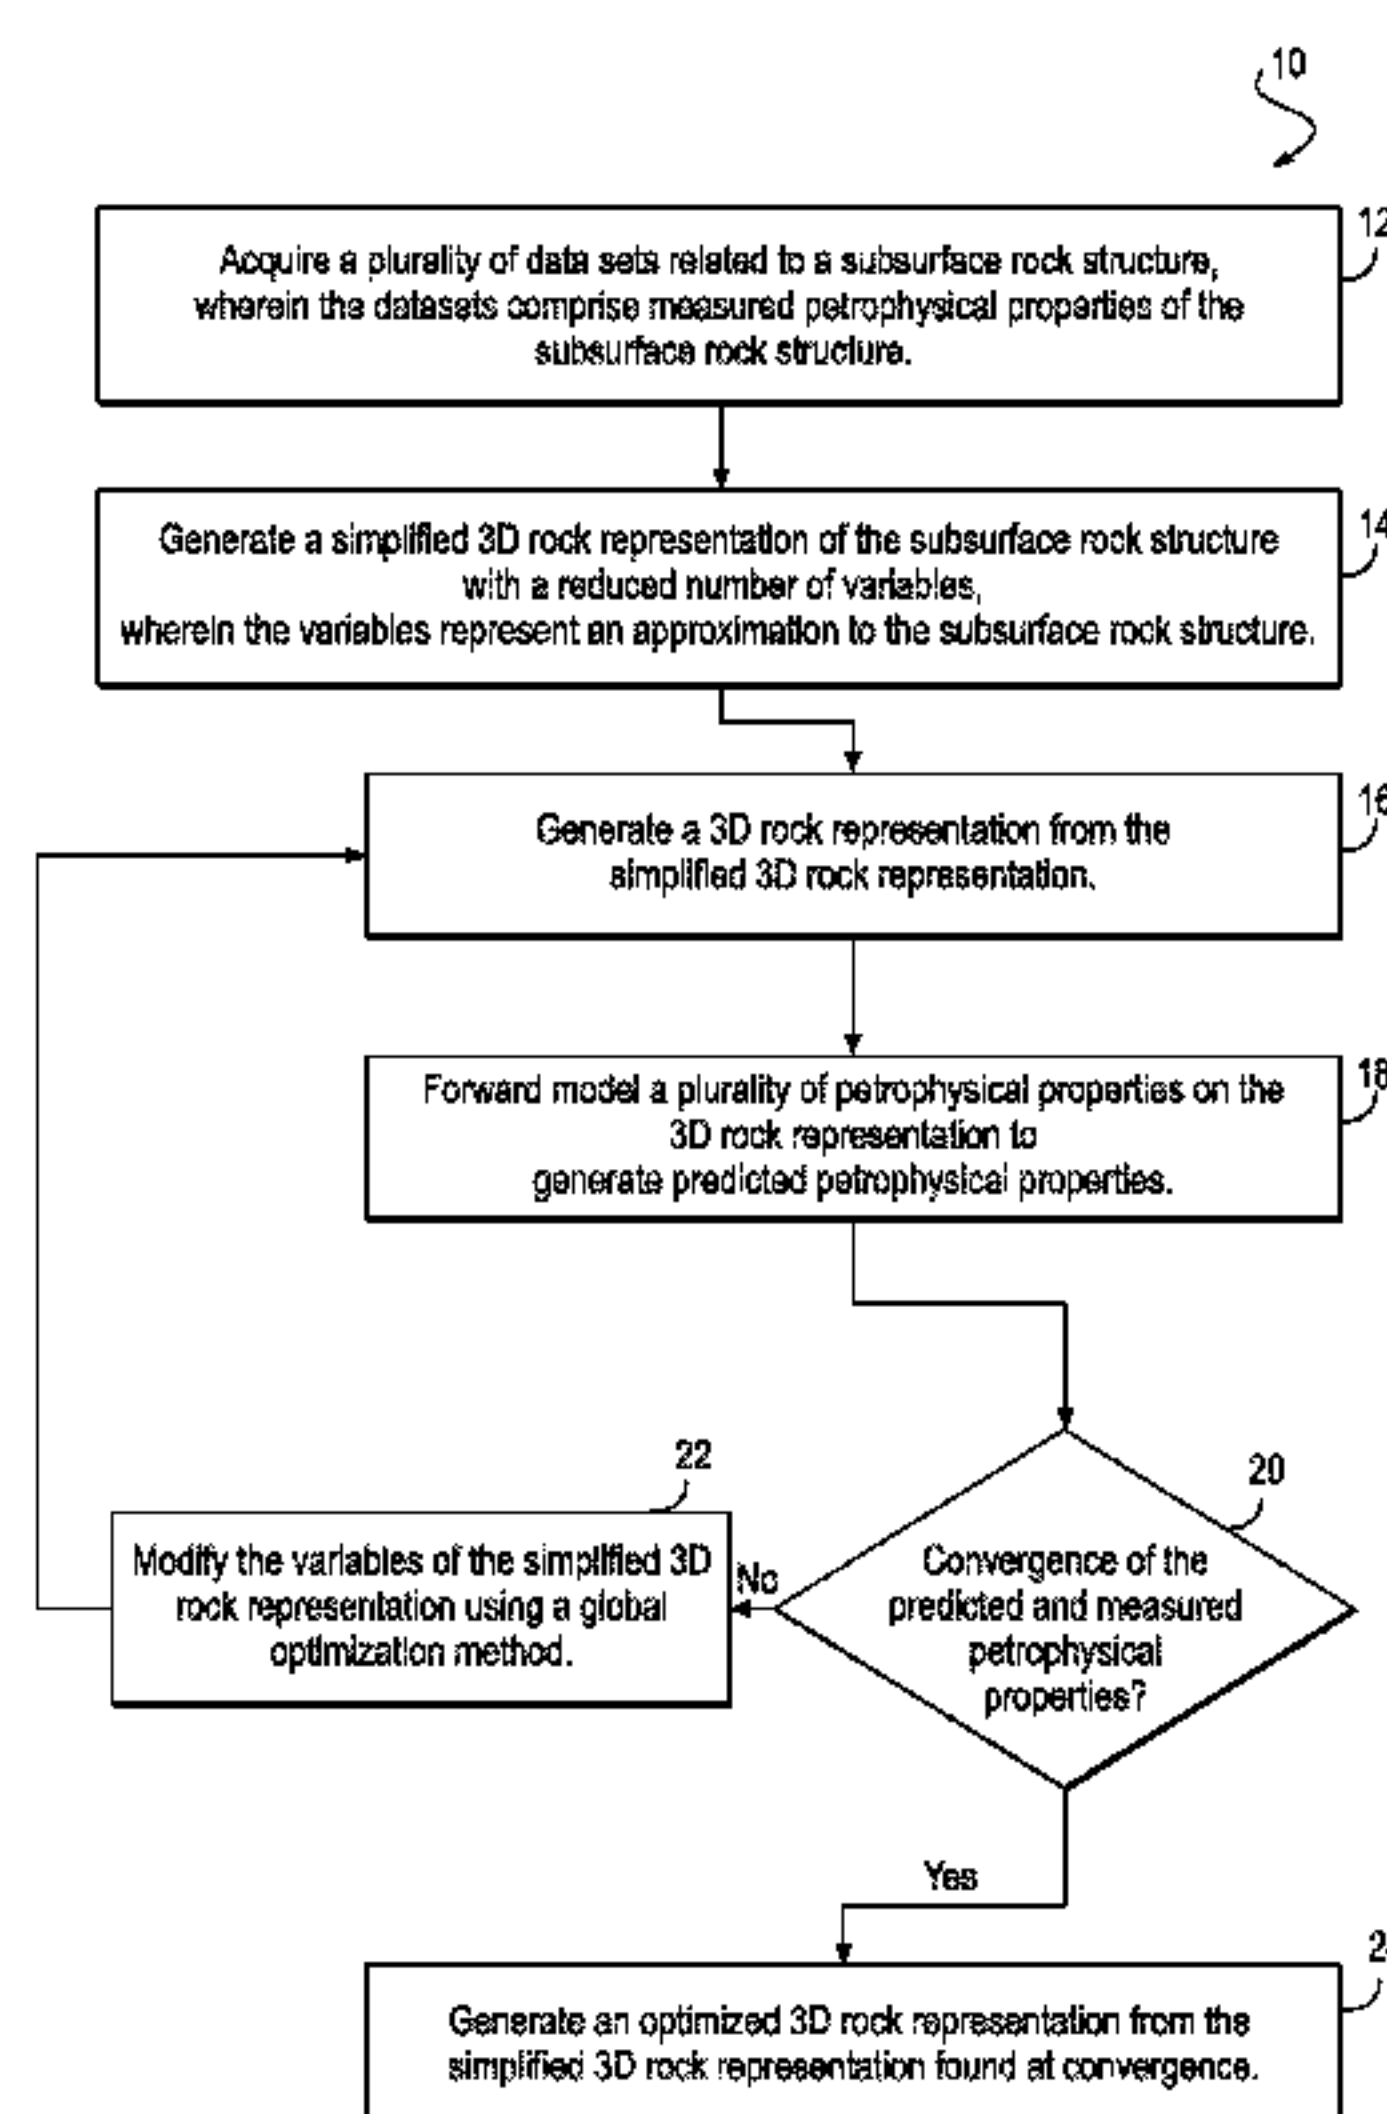 10
12
Acquire a plurality of data sets related to a subsurface rock structure,
wherein the datasets comprise measured petrophysical properties of the
subsurface rock structure.
14
Generate a simplified 3D rock representation of the subsurface rock structure
with a reduced number of variables,
wherein the variables represent an approximation to the subsurface rock structure.
16
Generate a 3D rock representation from the
simplified 3D rock representation.
18
Forward model a plurality of petrophysical properties on the
3D rock representation to
generate predicted petrophysical properties.
22
20
Modify the variables of the simplified 3D
rock representation using a global
optimization method.
No
Convergence of the
predicted and measured
petrophysical
properties?
Yes
Generate an optimized 3D rock representation from the
simplified 3D rock representation found at convergence.